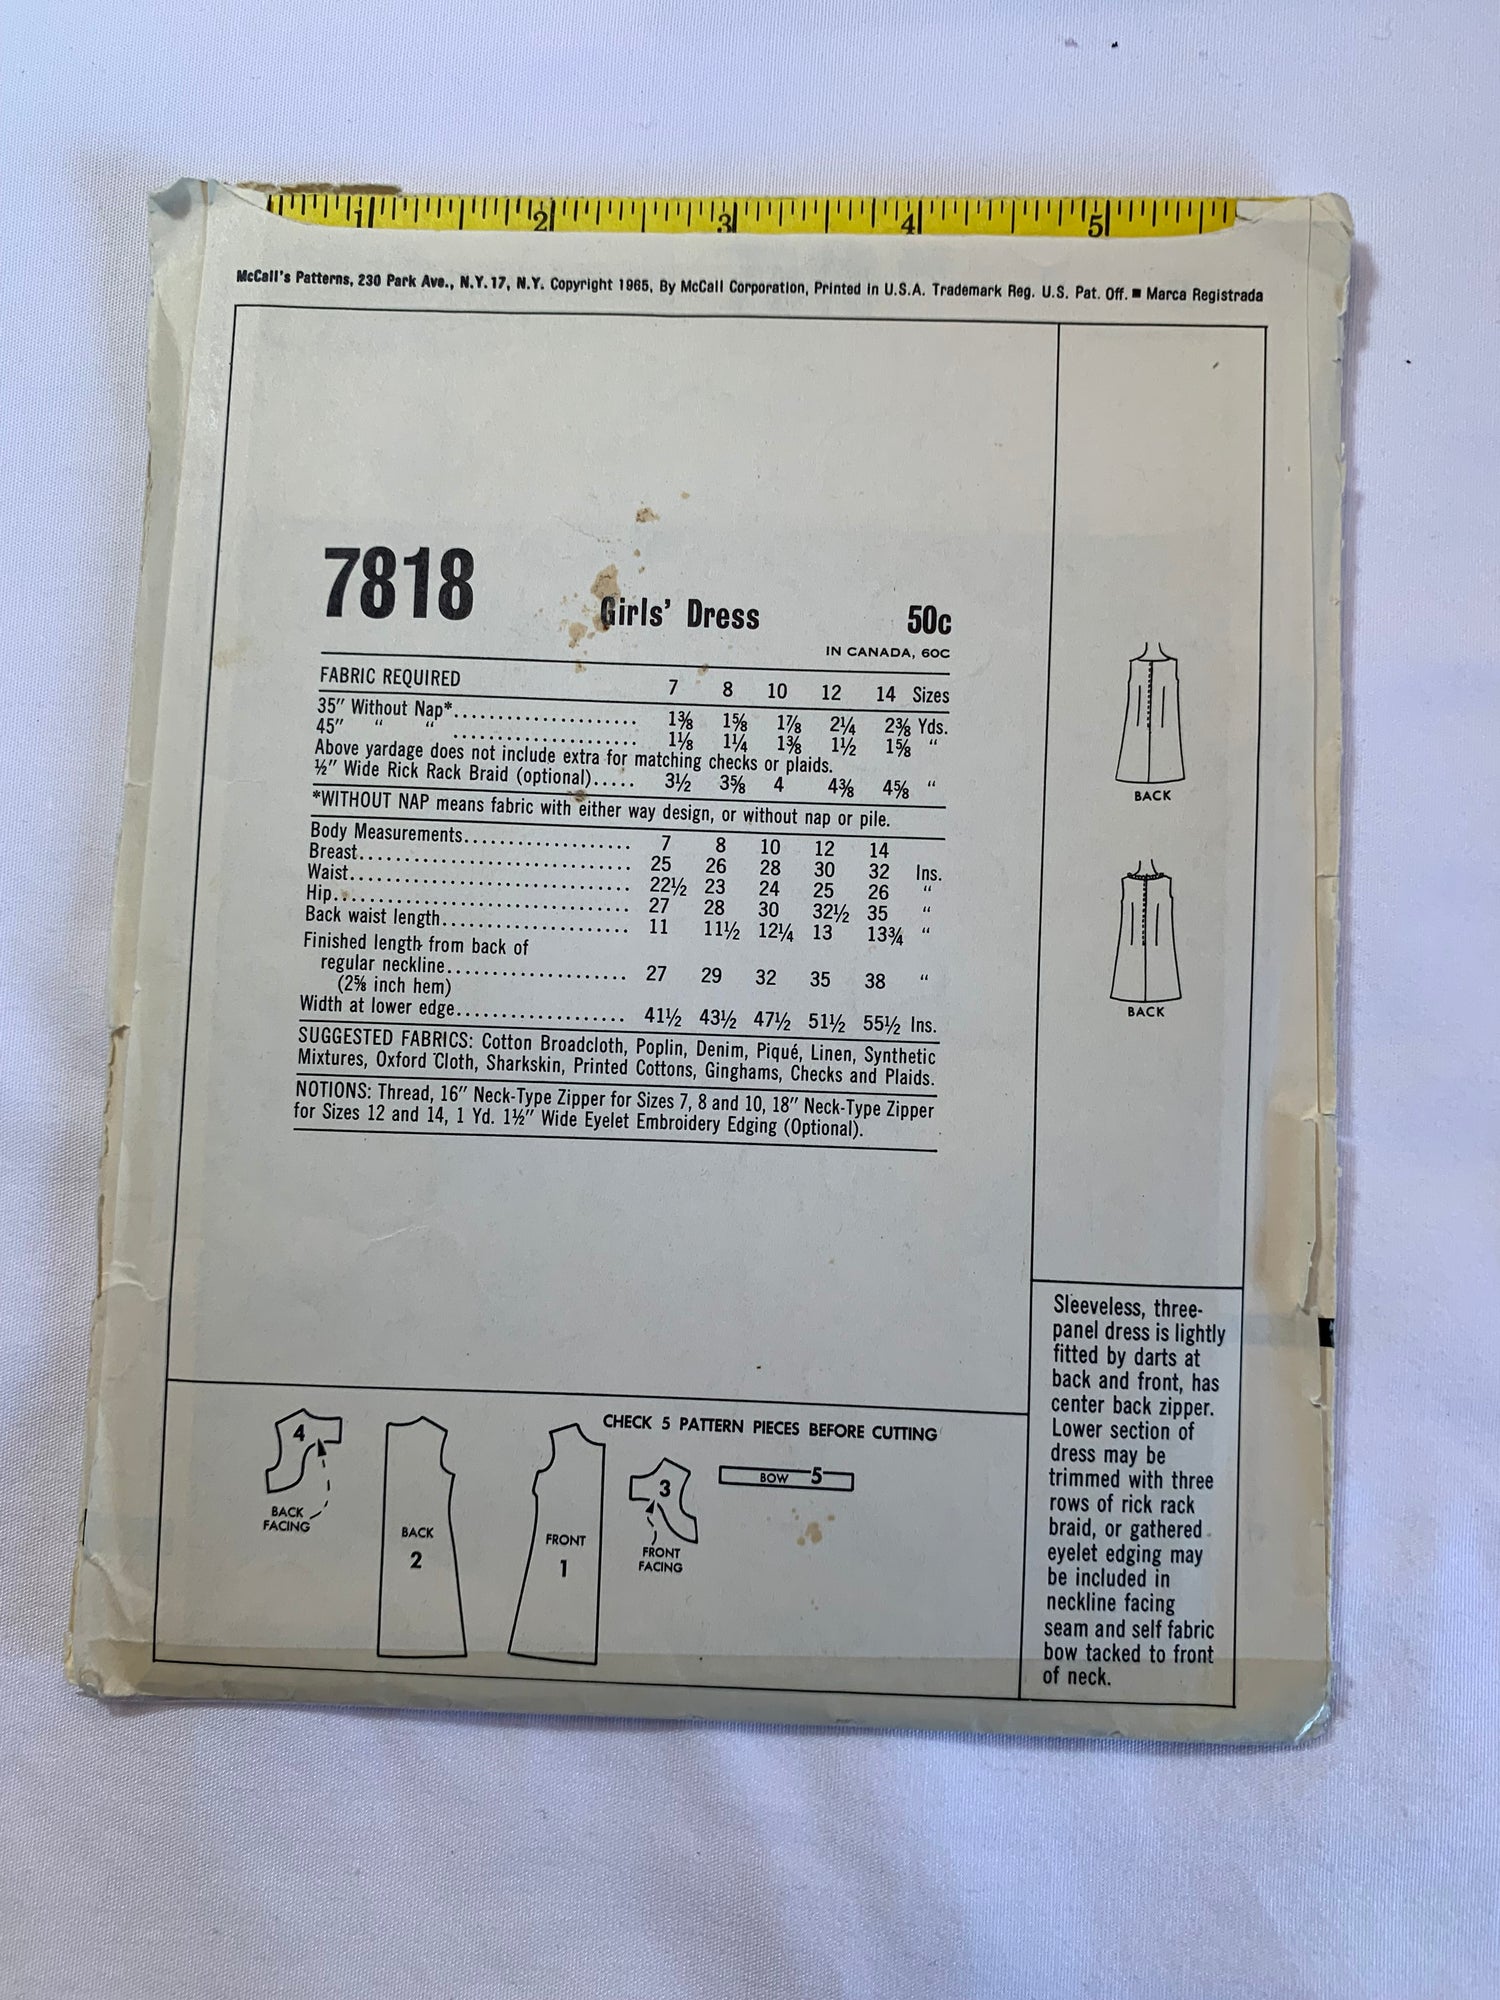 1 2 3 4 5
McCall's Patterns, 230 Park Ave., N.Y. 17, N.Y. Copyright 1965, By McCall Corporation, Printed in U.S.A. Trademark Reg. U.S. Pat. Off. ■ Marca Registrada
7818 Girls' Dress 50c
IN CANADA, 60C
FABRIC REQUIRED 7 8 10 12 14 Sizes
35" Without Nap*..................... 1⅜ 1⅝ 1⅞ 2¼ 2⅜ Yds.
45" " " ..................... 1⅛ 1¼ 1⅜ 1½ 1⅝ "
Above yardage does not include extra for matching checks or plaids.
½" Wide Rick Rack Braid (optional)..... 3½ 3⅝ 4 4⅜ 4⅝ "
*WITHOUT NAP means fabric with either way design, or without nap or pile.
Body Measurements................... 7 8 10 12 14
Breast............................... 25 26 28 30 32 Ins.
Waist................................ 22½ 23 24 25 26 "
Hip.................................. 27 28 30 32½ 35 "
Back waist length..................... 11 11½ 12¼ 13 13¾ "
Finished length from back of
regular neckline.................... 27 29 32 35 38 "
(2⅝ inch hem)
Width at lower edge................... 41½ 43½ 47½ 51½ 55½ Ins.
SUGGESTED FABRICS: Cotton Broadcloth, Poplin, Denim, Piqué, Linen, Synthetic
Mixtures, Oxford Cloth, Sharkskin, Printed Cottons, Ginghams, Checks and Plaids.
NOTIONS: Thread, 16" Neck-Type Zipper for Sizes 7, 8 and 10, 18" Neck-Type Zipper
for Sizes 12 and 14, 1 Yd. 1½" Wide Eyelet Embroidery Edging (Optional).
BACK
BACK
Sleeveless, three-
panel dress is lightly
fitted by darts at
back and front, has
center back zipper.
Lower section of
dress may be
trimmed with three
rows of rick rack
braid, or gathered
eyelet edging may
be included in
neckline facing
seam and self fabric
bow tacked to front
of neck.
CHECK 5 PATTERN PIECES BEFORE CUTTING
4
BACK
FACING
BACK
2
FRONT
1
3
FRONT
FACING
BOW 5